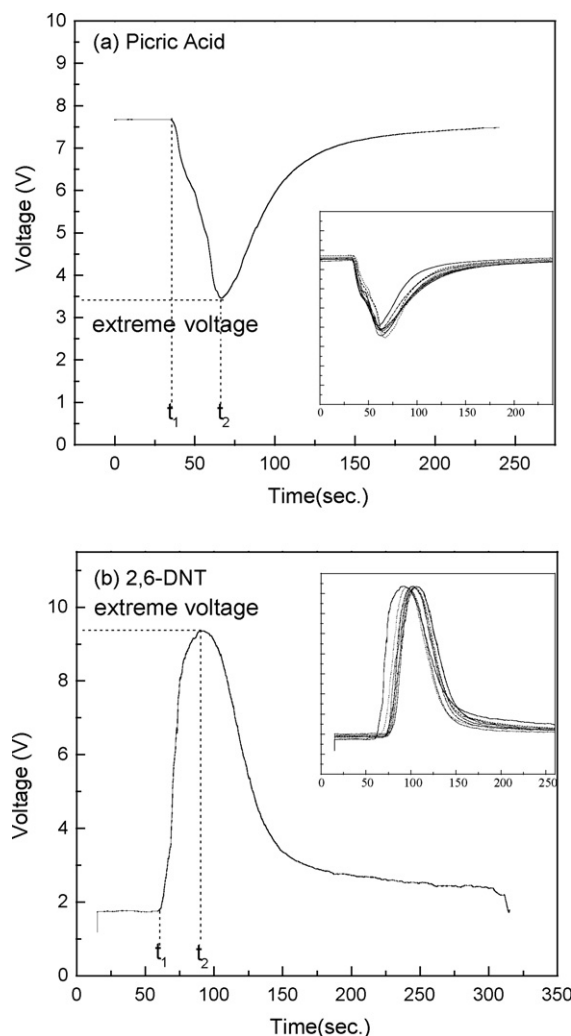 10
(a) Picric Acid
9
8
7
6
5
4
3
2
1
0
Voltage (V)
extreme voltage
t₁ t₂
0 50 100 150 200
0 50 100 150 200 250
Time(sec.)
(b) 2,6-DNT
extreme voltage
10
8
6
4
2
0
Voltage (V)
t₁ t₂
0 50 100 150 200 250
0 50 100 150 200 250 300 350
Time(sec.)